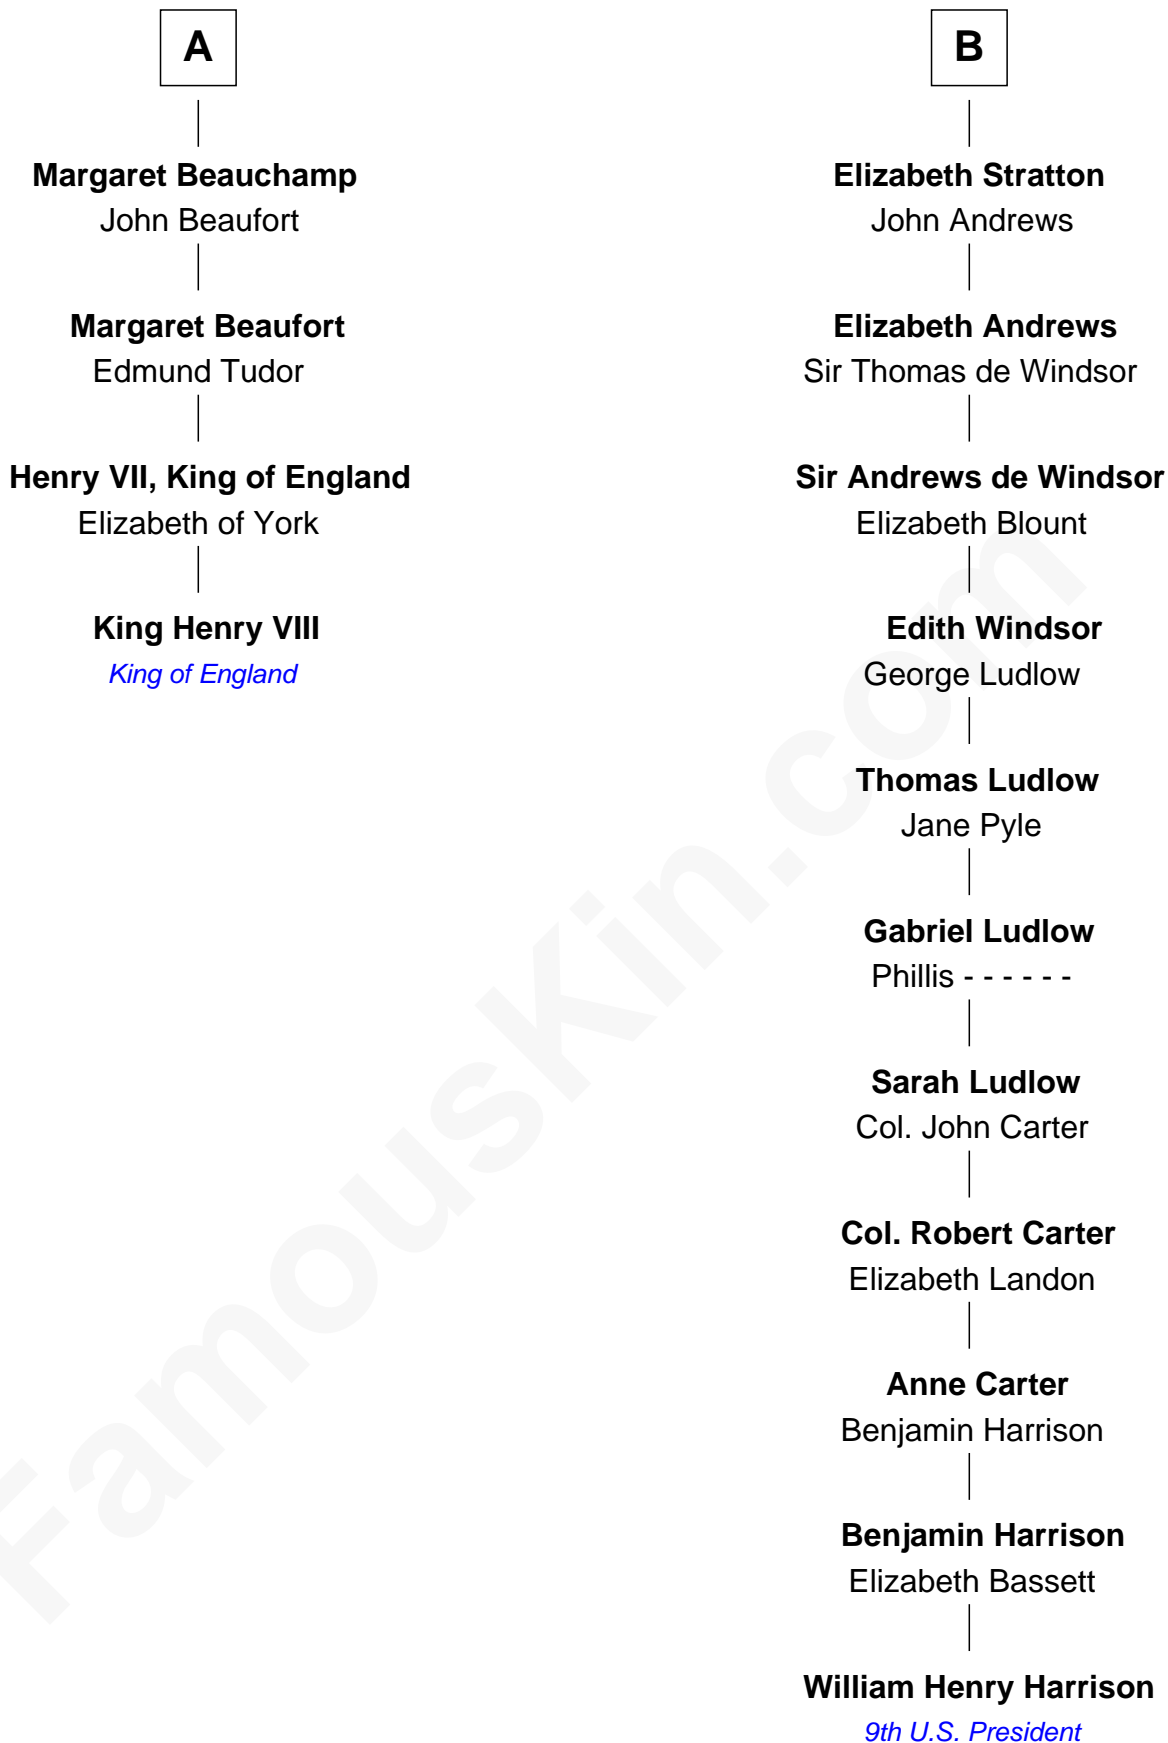 A
Margaret Beauchamp
John Beaufort
Margaret Beaufort
Edmund Tudor
Henry VII, King of England
Elizabeth of York
King Henry VIII
King of England
B
Elizabeth Stratton
John Andrews
Elizabeth Andrews
Sir Thomas de Windsor
Sir Andrews de Windsor
Elizabeth Blount
Edith Windsor
George Ludlow
Thomas Ludlow
Jane Pyle
Gabriel Ludlow
Phillis - - - - - -
Sarah Ludlow
Col. John Carter
Col. Robert Carter
Elizabeth Landon
Anne Carter
Benjamin Harrison
Benjamin Harrison
Elizabeth Bassett
William Henry Harrison
9th U.S. President
FamousKin.com